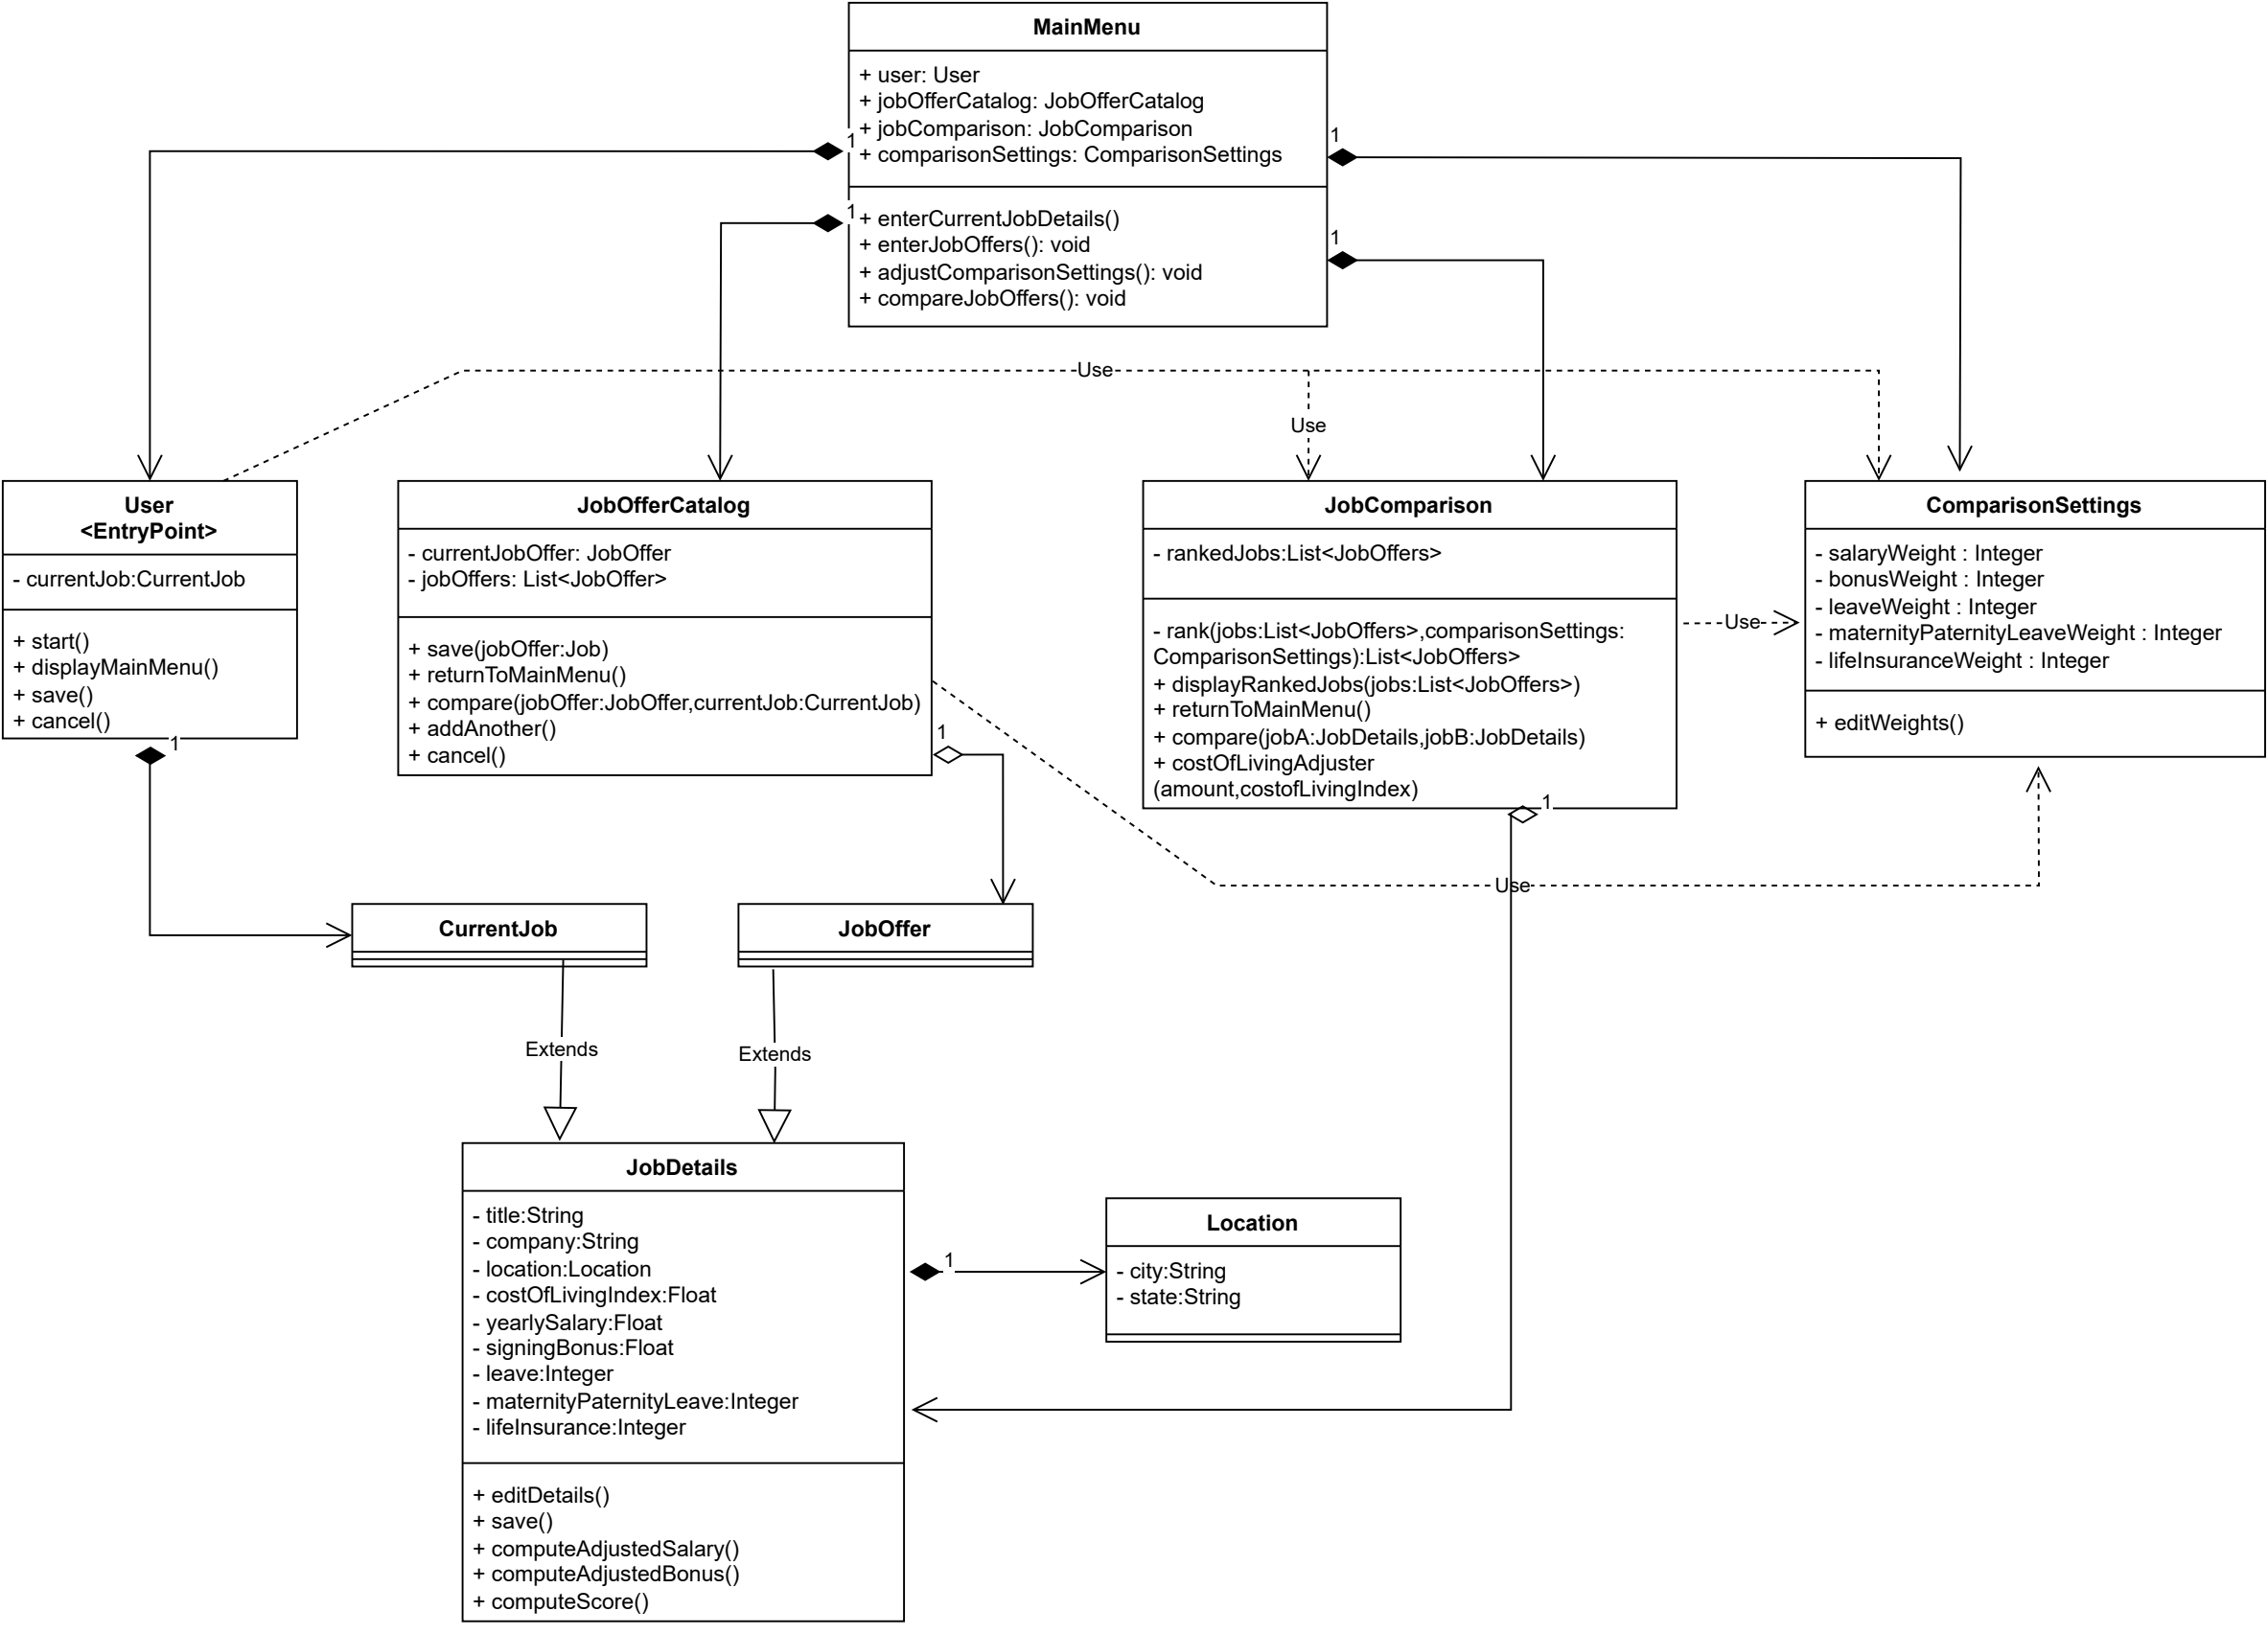 MainMenu
+ user: User
+ jobOfferCatalog: JobOfferCatalog
+ jobComparison: JobComparison
+ comparisonSettings: ComparisonSettings
+ enterCurrentJobDetails()
+ enterJobOffers(): void
+ adjustComparisonSettings(): void
+ compareJobOffers(): void
1
1
1
1
Use
Use
User
<EntryPoint>
- currentJob:CurrentJob
+ start()
+ displayMainMenu()
+ save()
+ cancel()
1
JobOfferCatalog
- currentJobOffer: JobOffer
- jobOffers: List<JobOffer>
+ save(jobOffer:Job)
+ returnToMainMenu()
+ compare(jobOffer:JobOffer,currentJob:CurrentJob)
+ addAnother()
+ cancel()
1
JobComparison
- rankedJobs:List<JobOffers>
- rank(jobs:List<JobOffers>,comparisonSettings:
ComparisonSettings):List<JobOffers>
+ displayRankedJobs(jobs:List<JobOffers>)
+ returnToMainMenu()
+ compare(jobA:JobDetails,jobB:JobDetails)
+ costOfLivingAdjuster
(amount,costofLivingIndex)
1
Use
ComparisonSettings
- salaryWeight : Integer
- bonusWeight : Integer
- leaveWeight : Integer
- maternityPaternityLeaveWeight : Integer
- lifeInsuranceWeight : Integer
+ editWeights()
Use
CurrentJob
JobOffer
Extends
Extends
JobDetails
- title:String
- company:String
- location:Location
- costOfLivingIndex:Float
- yearlySalary:Float
- signingBonus:Float
- leave:Integer
- maternityPaternityLeave:Integer
- lifeInsurance:Integer
+ editDetails()
+ save()
+ computeAdjustedSalary()
+ computeAdjustedBonus()
+ computeScore()
1
Location
- city:String
- state:String